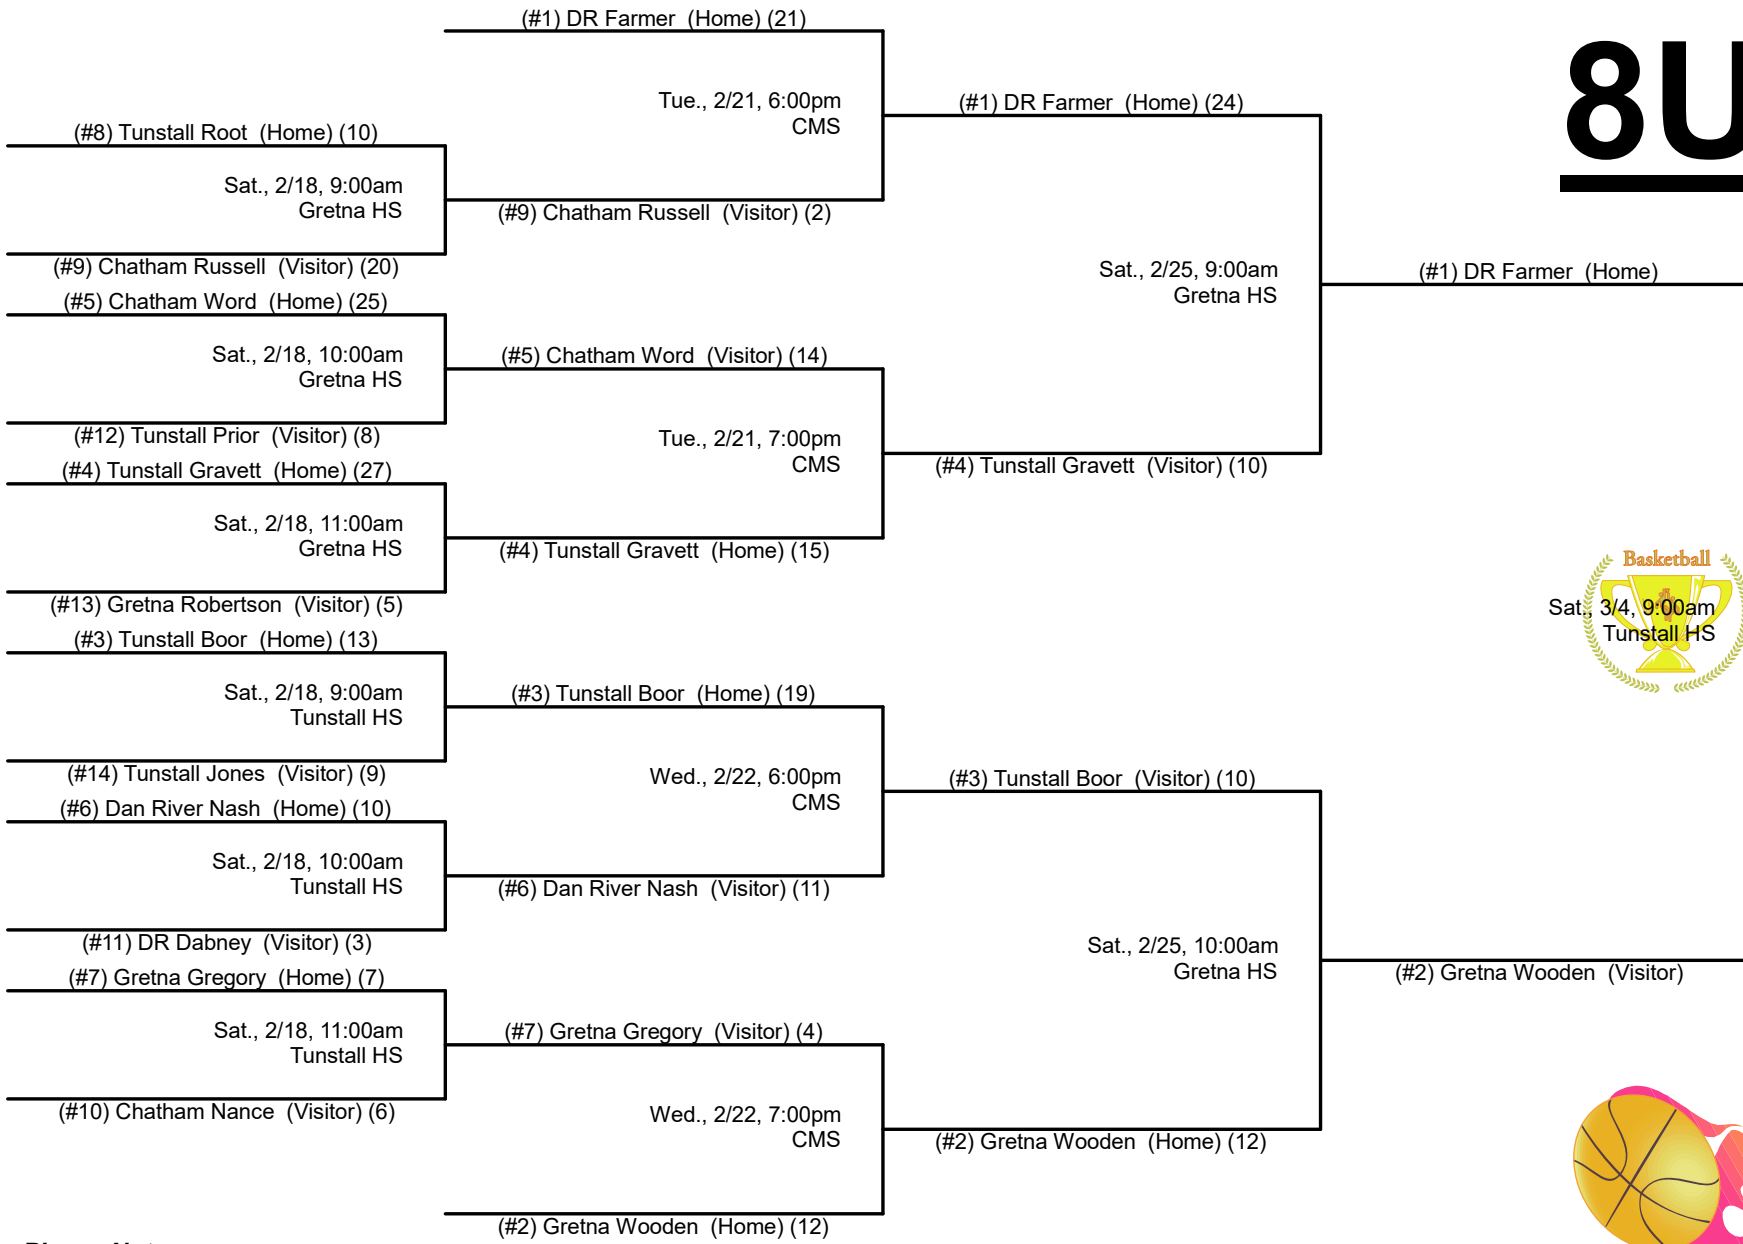 (#1) DR Farmer (Home) (21)
8U
Tue., 2/21, 6:00pm
CMS
(#1) DR Farmer (Home) (24)
(#8) Tunstall Root (Home) (10)
Sat., 2/18, 9:00am
Gretna HS
(#9) Chatham Russell (Visitor) (2)
(#9) Chatham Russell (Visitor) (20)
Sat., 2/25, 9:00am
Gretna HS
(#1) DR Farmer (Home)
(#5) Chatham Word (Home) (25)
Sat., 2/18, 10:00am
Gretna HS
(#5) Chatham Word (Visitor) (14)
(#12) Tunstall Prior (Visitor) (8)
Tue., 2/21, 7:00pm
CMS
(#4) Tunstall Gravett (Visitor) (10)
(#4) Tunstall Gravett (Home) (27)
Sat., 2/18, 11:00am
Gretna HS
(#4) Tunstall Gravett (Home) (15)
Basketball
Sat., 3/4, 9:00am
Tunstall HS
(#13) Gretna Robertson (Visitor) (5)
(#3) Tunstall Boor (Home) (13)
Sat., 2/18, 9:00am
Tunstall HS
(#3) Tunstall Boor (Home) (19)
(#14) Tunstall Jones (Visitor) (9)
Wed., 2/22, 6:00pm
CMS
(#3) Tunstall Boor (Visitor) (10)
(#6) Dan River Nash (Home) (10)
Sat., 2/18, 10:00am
Tunstall HS
(#6) Dan River Nash (Visitor) (11)
(#11) DR Dabney (Visitor) (3)
Sat., 2/25, 10:00am
Gretna HS
(#2) Gretna Wooden (Visitor)
(#7) Gretna Gregory (Home) (7)
Sat., 2/18, 11:00am
Tunstall HS
(#7) Gretna Gregory (Visitor) (4)
(#10) Chatham Nance (Visitor) (6)
Wed., 2/22, 7:00pm
CMS
(#2) Gretna Wooden (Home) (12)
(#2) Gretna Wooden (Home) (12)